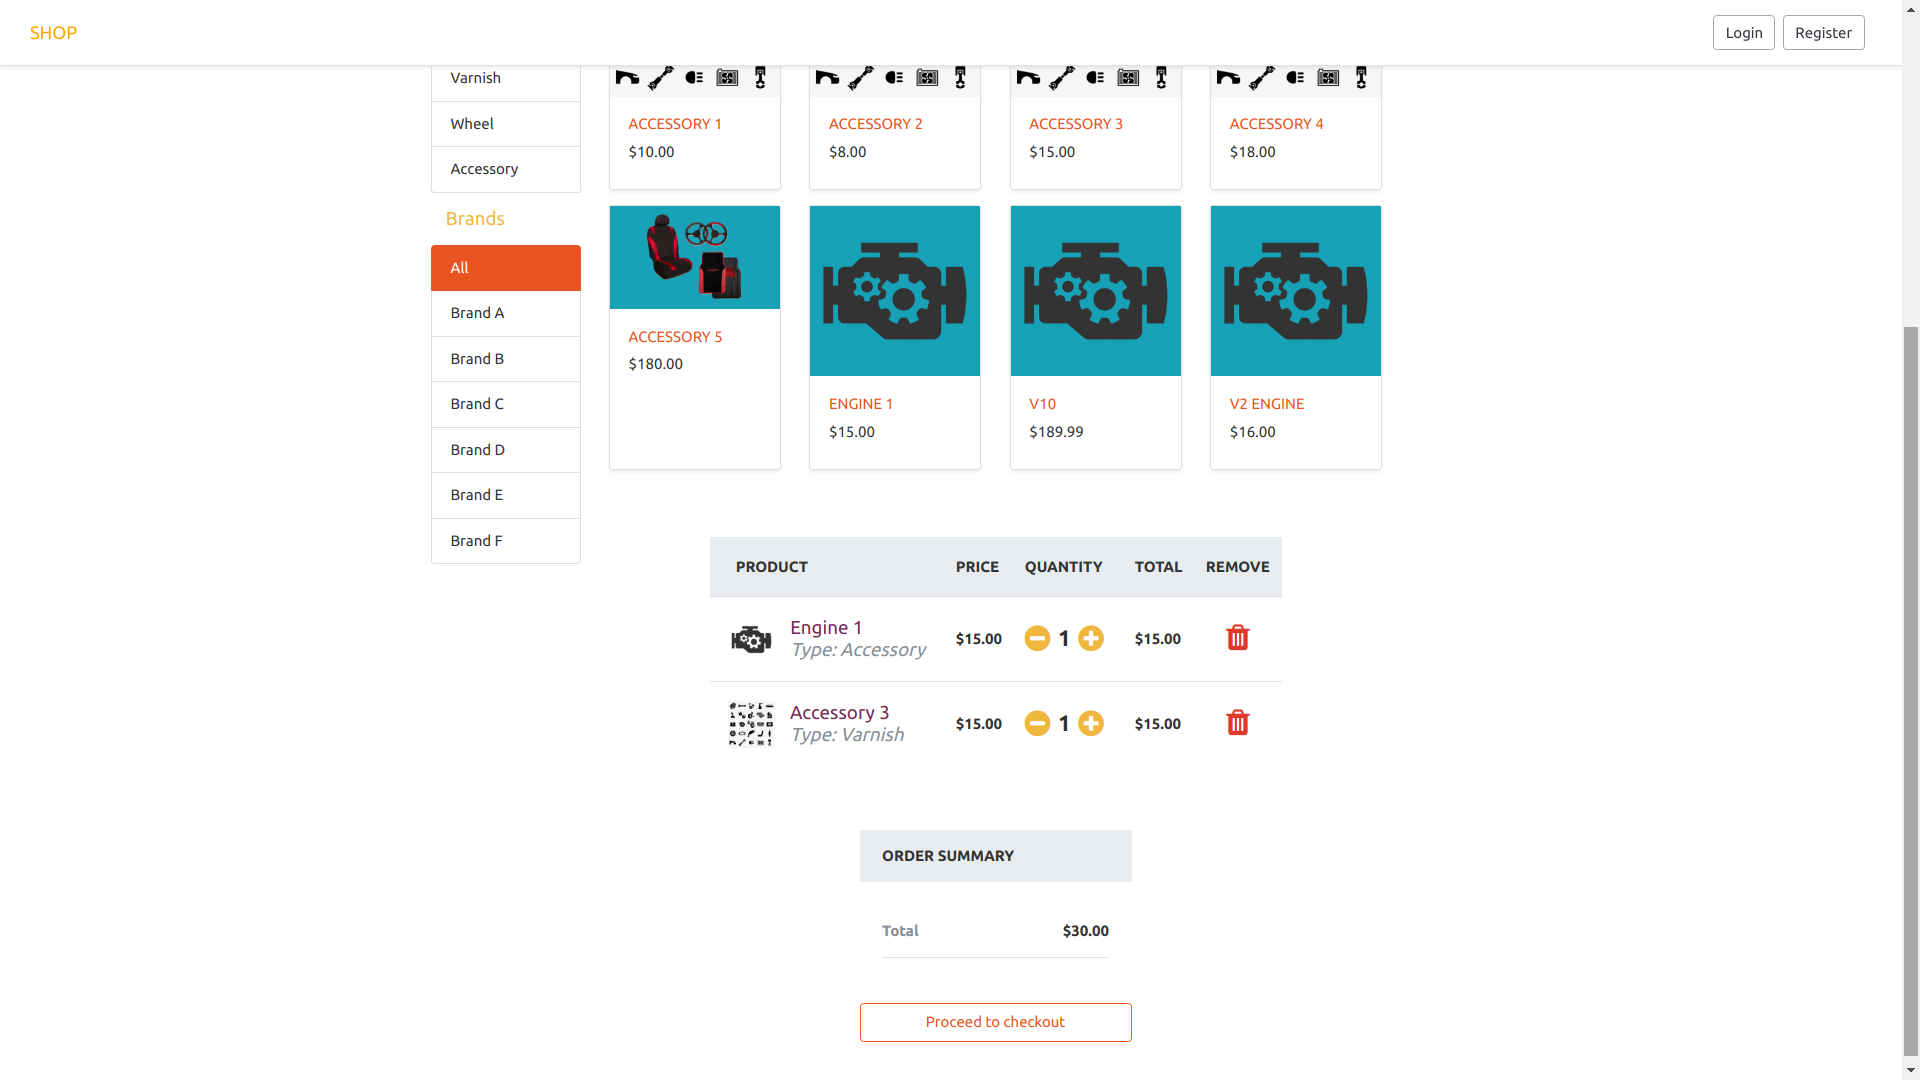 SHOP
Login
Register
Varnish
Wheel
Accessory
Brands
All
Brand A
Brand B
Brand C
Brand D
Brand E
Brand F
ACCESSORY 1
$10.00
ACCESSORY 2
$8.00
ACCESSORY 3
$15.00
ACCESSORY 4
$18.00
ACCESSORY 5
$180.00
ENGINE 1
$15.00
V10
$189.99
V2 ENGINE
$16.00
PRODUCT PRICE QUANTITY TOTAL REMOVE
Engine 1
Type: Accessory
$15.00 1 $15.00
Accessory 3
Type: Varnish
$15.00 1 $15.00
ORDER SUMMARY
Total $30.00
Proceed to checkout